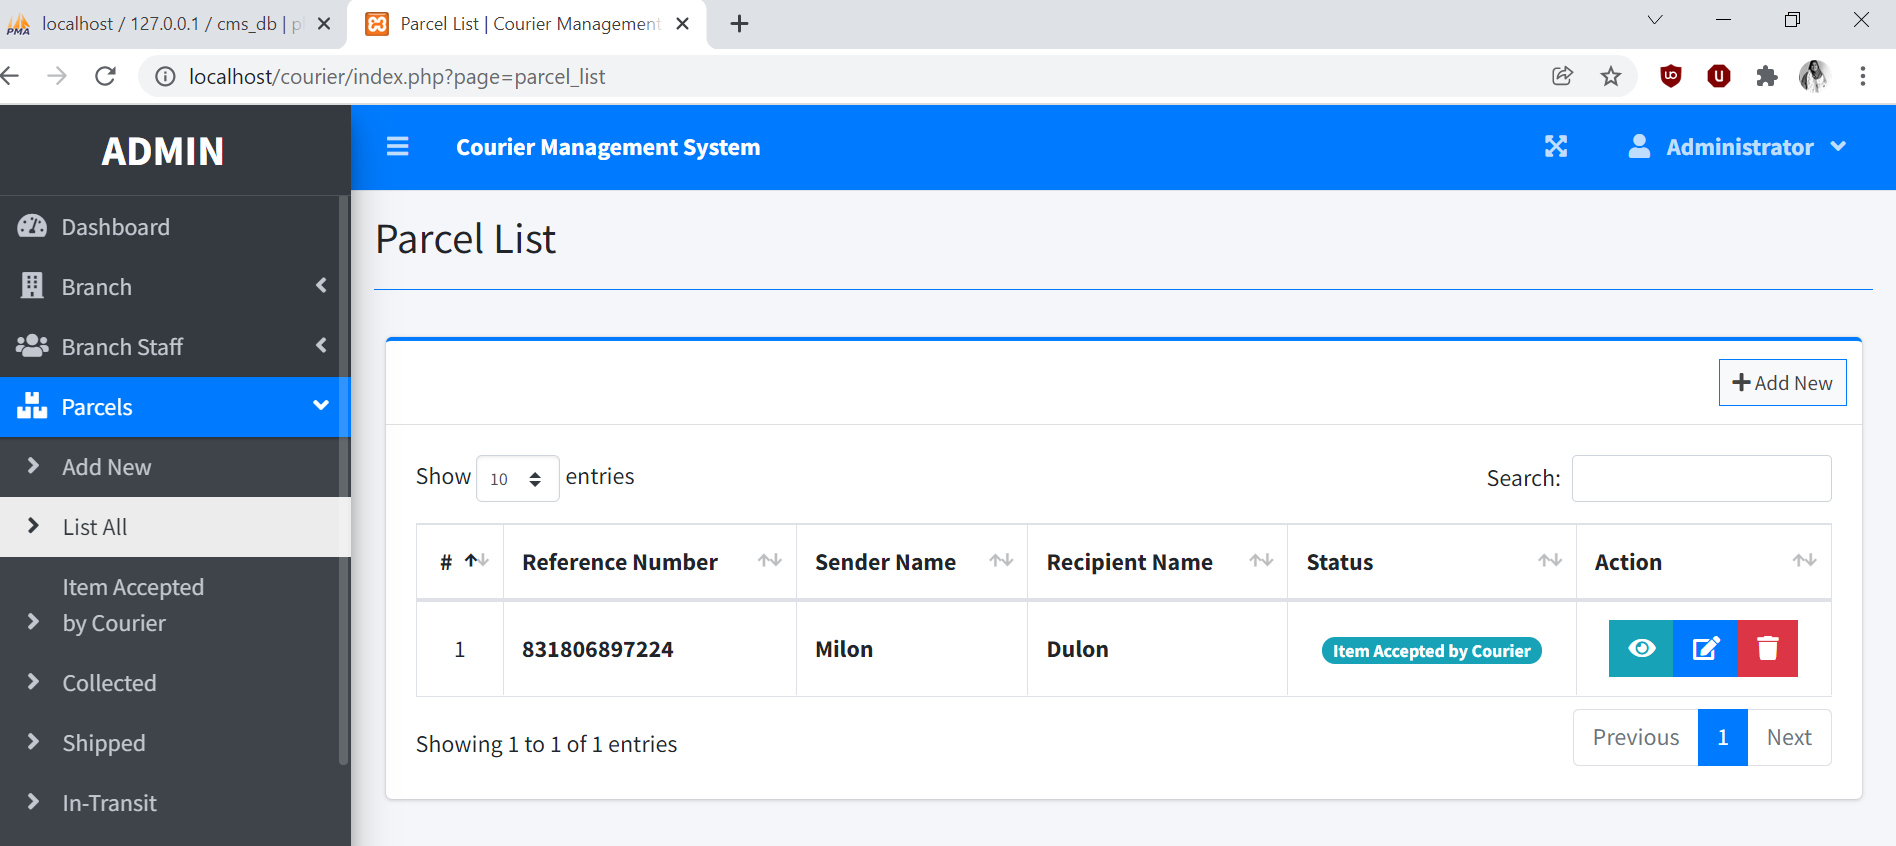 PMA
localhost / 127.0.0.1 / cms_db |
Parcel List | Courier Management
localhost/courier/index.php?page=parcel_list
ADMIN
Courier Management System
Administrator
Dashboard
Branch
Branch Staff
Parcels
Add New
List All
Item Accepted
by Courier
Collected
Shipped
In-Transit
Parcel List
Add New
Show 10 entries
Search:
# Reference Number Sender Name Recipient Name Status Action
1 831806897224 Milon Dulon Item Accepted by Courier
Showing 1 to 1 of 1 entries
Previous 1 Next